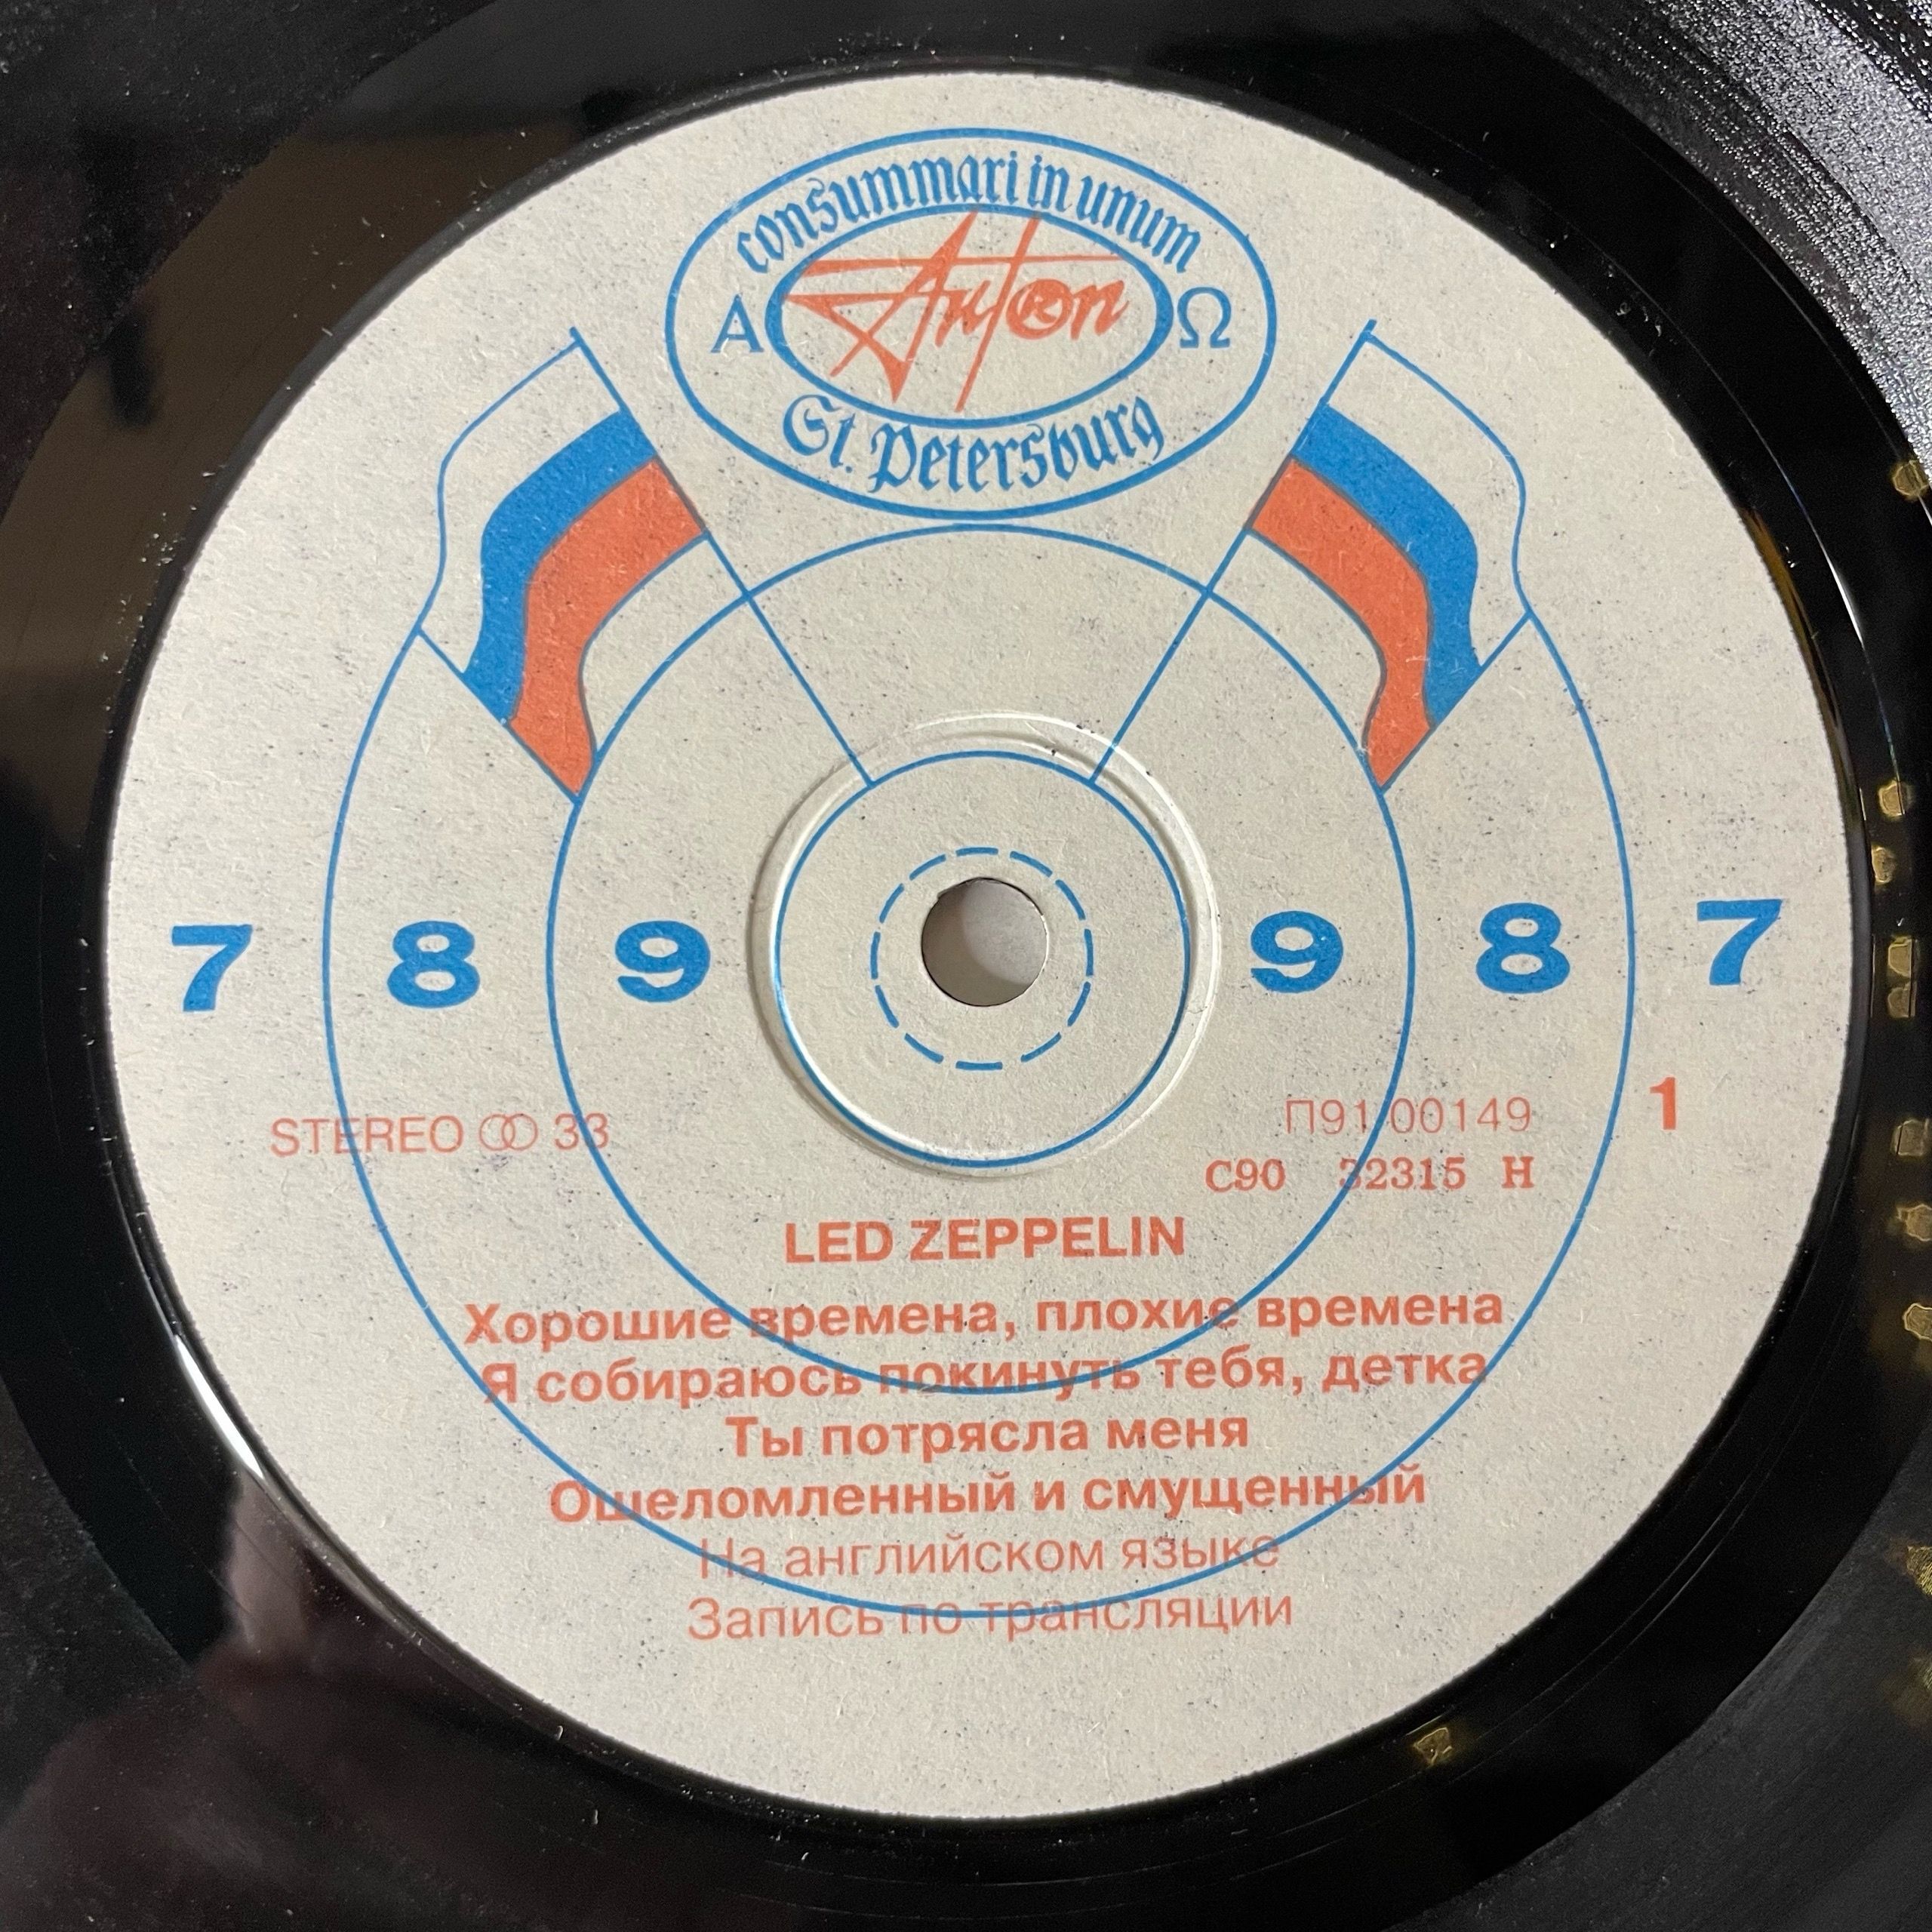 consummari in unum
A Anton Ω
St. Petersburg
7 8 9 9 8 7
STEREO 33
П91 00149
1
С90 32315 Н
LED ZEPPELIN
Хорошие времена, плохие времена
Я собираюсь покинуть тебя, детка
Ты потрясла меня
Ошеломленный и смущенный
На английском языке
Запись по трансляции